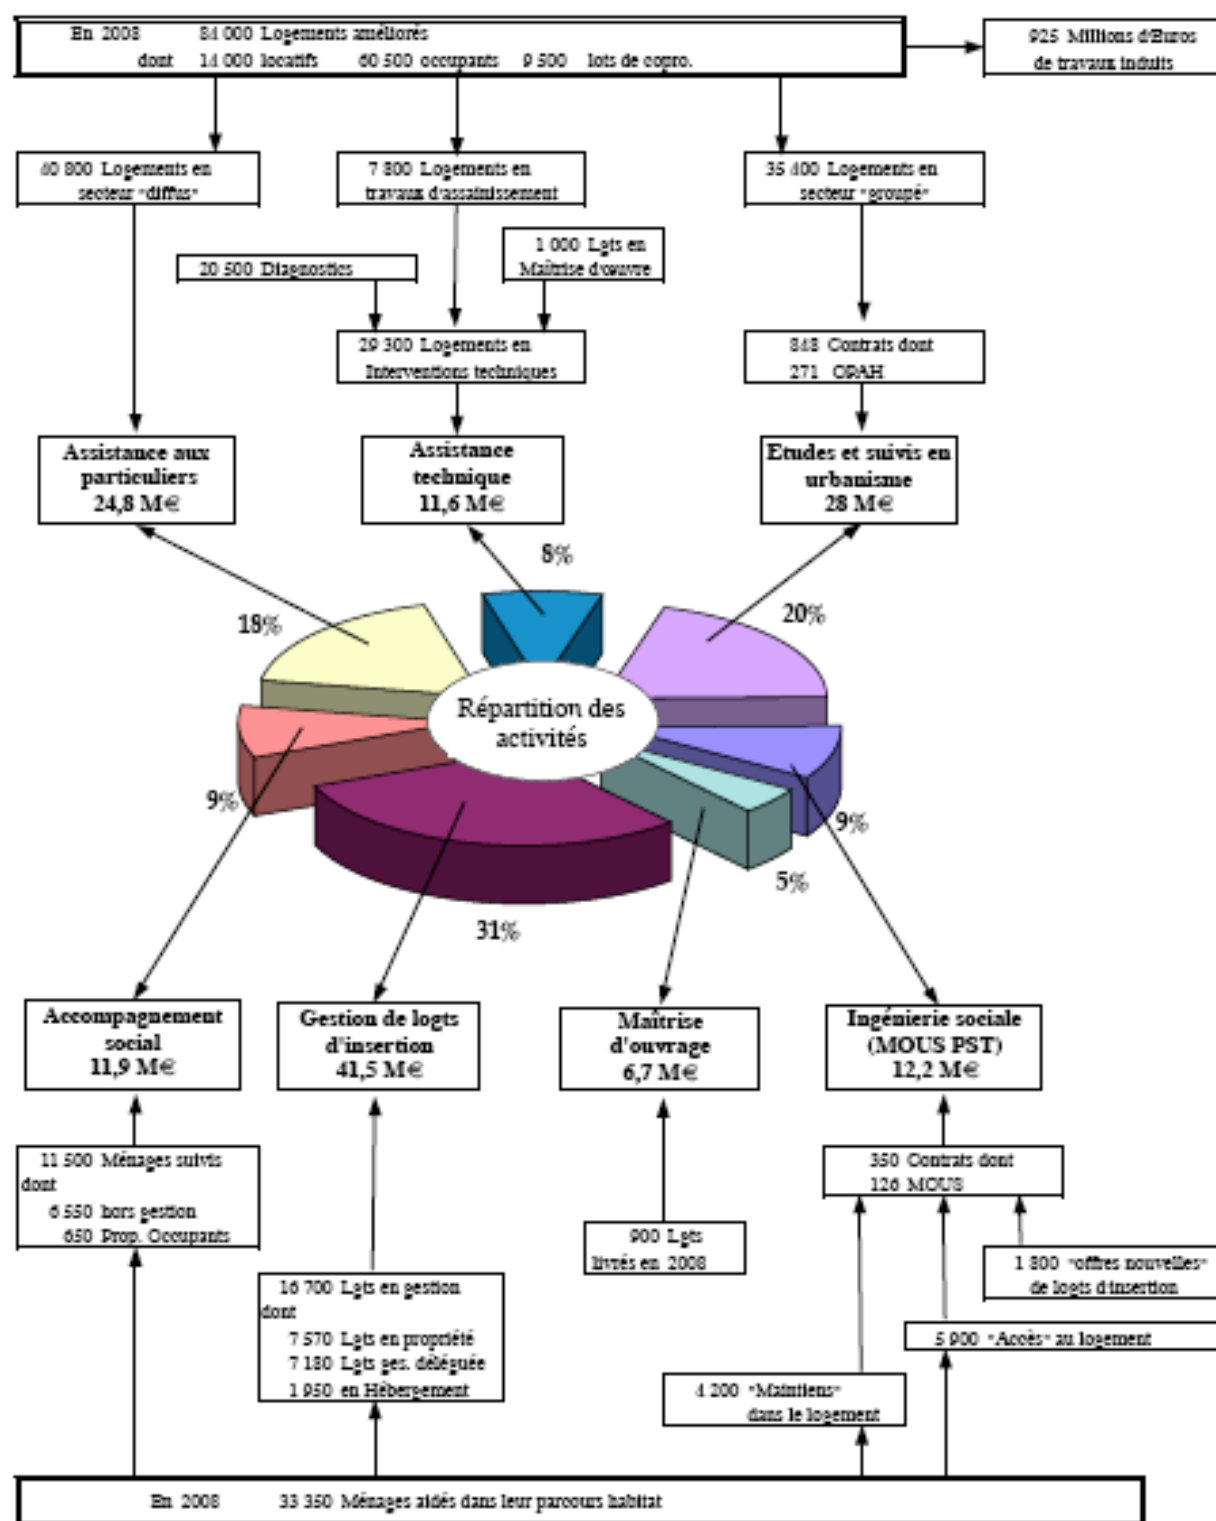 En 2008 84 000 Logements améliorés
dont 14 000 locatifs 60 500 occupants 9 500 lots de copro.
925 Millions d'Euros
de travaux induits
40 800 Logements en
secteur "diffus"
7 800 Logements en
travaux d'assainissement
35 400 Logements en
secteur "groupé"
20 500 Diagnostics
1 000 Lgts en
Maîtrise d'œuvre
29 300 Logements en
Interventions techniques
848 Contrats dont
271 OPAH
Assistance aux
particuliers
24,8 M€
Assistance
technique
11,6 M€
Etudes et suivis en
urbanisme
28 M€
8%
18%
20%
Répartition des
activités
9%
9%
5%
31%
Accompagnement
social
11,9 M€
Gestion de logts
d'insertion
41,5 M€
Maîtrise
d'ouvrage
6,7 M€
Ingénierie sociale
(MOUS PST)
12,2 M€
11 500 Ménages suivis
dont
6 550 hors gestion
650 Prop. Occupants
350 Contrats dont
126 MOUS
900 Lgts
livrés en 2008
1 800 "offres nouvelles"
de logts d'insertion
16 700 Lgts en gestion
dont
7 570 Lgts en propriété
7 180 Lgts ges. déléguée
1 950 en Hébergement
5 900 "Accès" au logement
4 200 "Maintiens"
dans le logement
En 2008 33 350 Ménages aidés dans leur parcours habitat